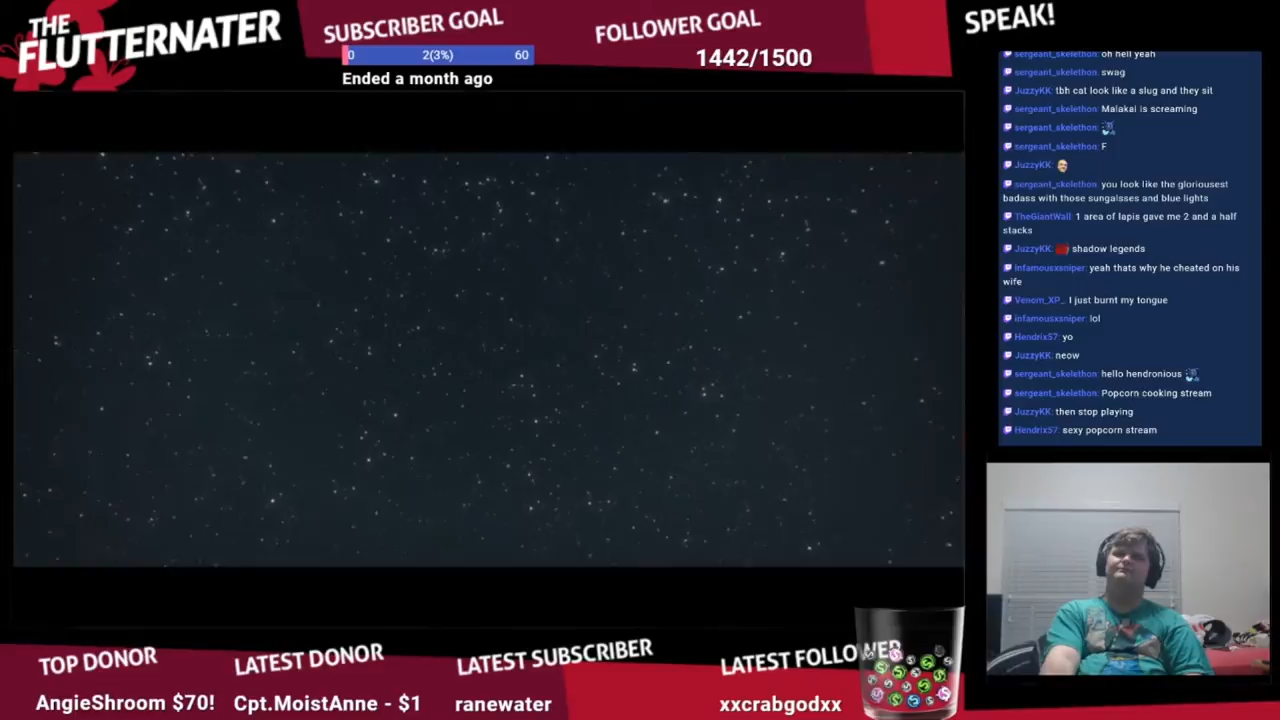 THE
FLUTTERNATER
SUBSCRIBER GOAL
0 2(3%) 60
Ended a month ago
FOLLOWER GOAL
1442/1500
SPEAK!
sergeant_skelethon: oh hell yeah
sergeant_skelethon: swag
JuzzyKK: tbh cat look like a slug and they sit
sergeant_skelethon: Malakai is screaming
sergeant_skelethon:
sergeant_skelethon: F
JuzzyKK:
sergeant_skelethon: you look like the gloriousest
badass with those sungalsses and blue lights
TheGiantWall: 1 area of lapis gave me 2 and a half
stacks
JuzzyKK: shadow legends
infamousxsniper: yeah thats why he cheated on his
wife
Venom_XP_: I just burnt my tongue
infamousxsniper: lol
Hendrix57: yo
JuzzyKK: neow
sergeant_skelethon: hello hendronious
sergeant_skelethon: Popcorn cooking stream
JuzzyKK: then stop playing
Hendrix57: sexy popcorn stream
TOP DONOR
AngieShroom $70!
LATEST DONOR
Cpt.MoistAnne - $1
LATEST SUBSCRIBER
ranewater
LATEST FOLLOWER
xxcrabgodxx